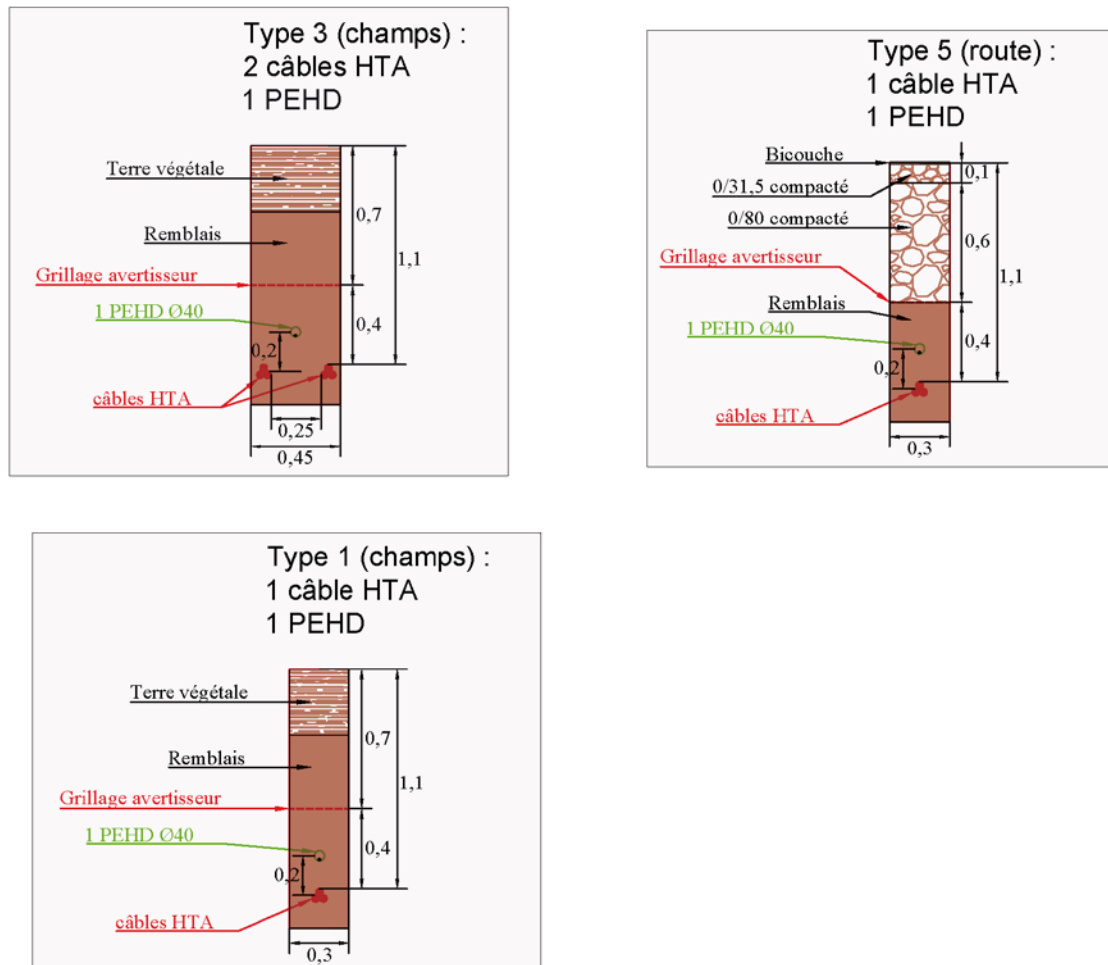 Type 3 (champs) :
2 câbles HTA
1 PEHD
Terre végétale
0,7
Remblais
1,1
Grillage avertisseur
1 PEHD Ø40
0,4
0,2
câbles HTA
0,25
0,45
Type 5 (route) :
1 câble HTA
1 PEHD
Bicouche
0,1
0/31,5 compacté
0/80 compacté
0,6
Grillage avertisseur
1,1
Remblais
1 PEHD Ø40
0,4
0,2
câbles HTA
0,3
Type 1 (champs) :
1 câble HTA
1 PEHD
Terre végétale
0,7
Remblais
1,1
Grillage avertisseur
1 PEHD Ø40
0,4
0,2
câbles HTA
0,3